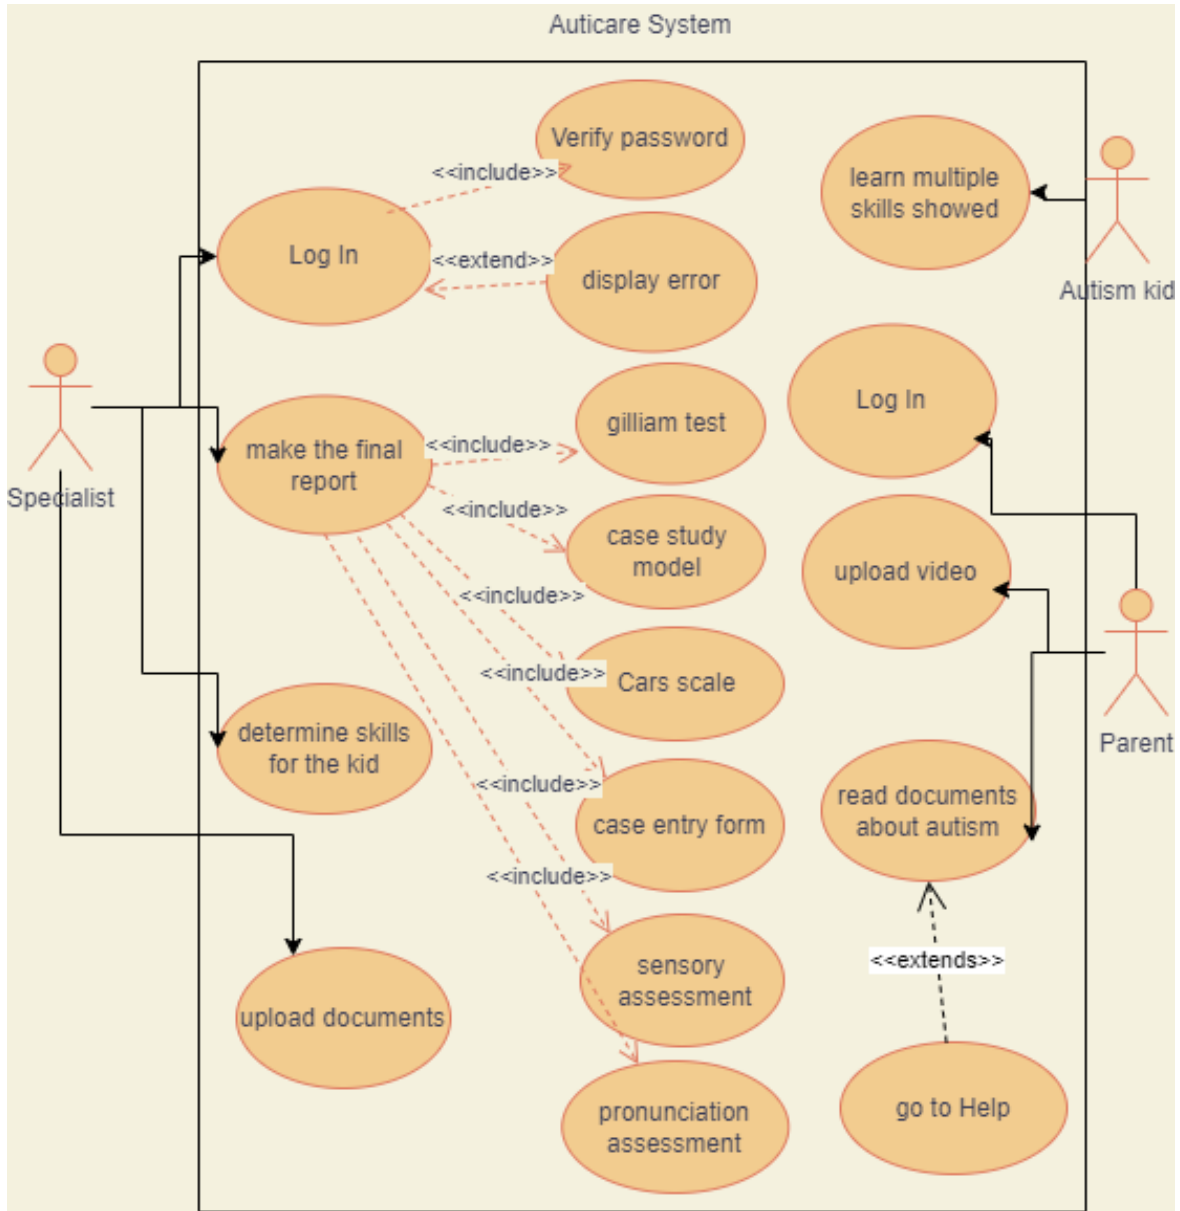 Auticare System
Verify password
<<include>>
learn multiple
skills showed
Log In
<<extend>>
display error
Autism kid
Log In
gilliam test
make the final
report
<<include>>
Specialist
<<include>>
case study
model
upload video
<<include>>
<<include>>
Cars scale
determine skills
for the kid
Parent
<<include>>
case entry form
read documents
about autism
<<include>>
sensory
assessment
<<extends>>
upload documents
pronunciation
assessment
go to Help